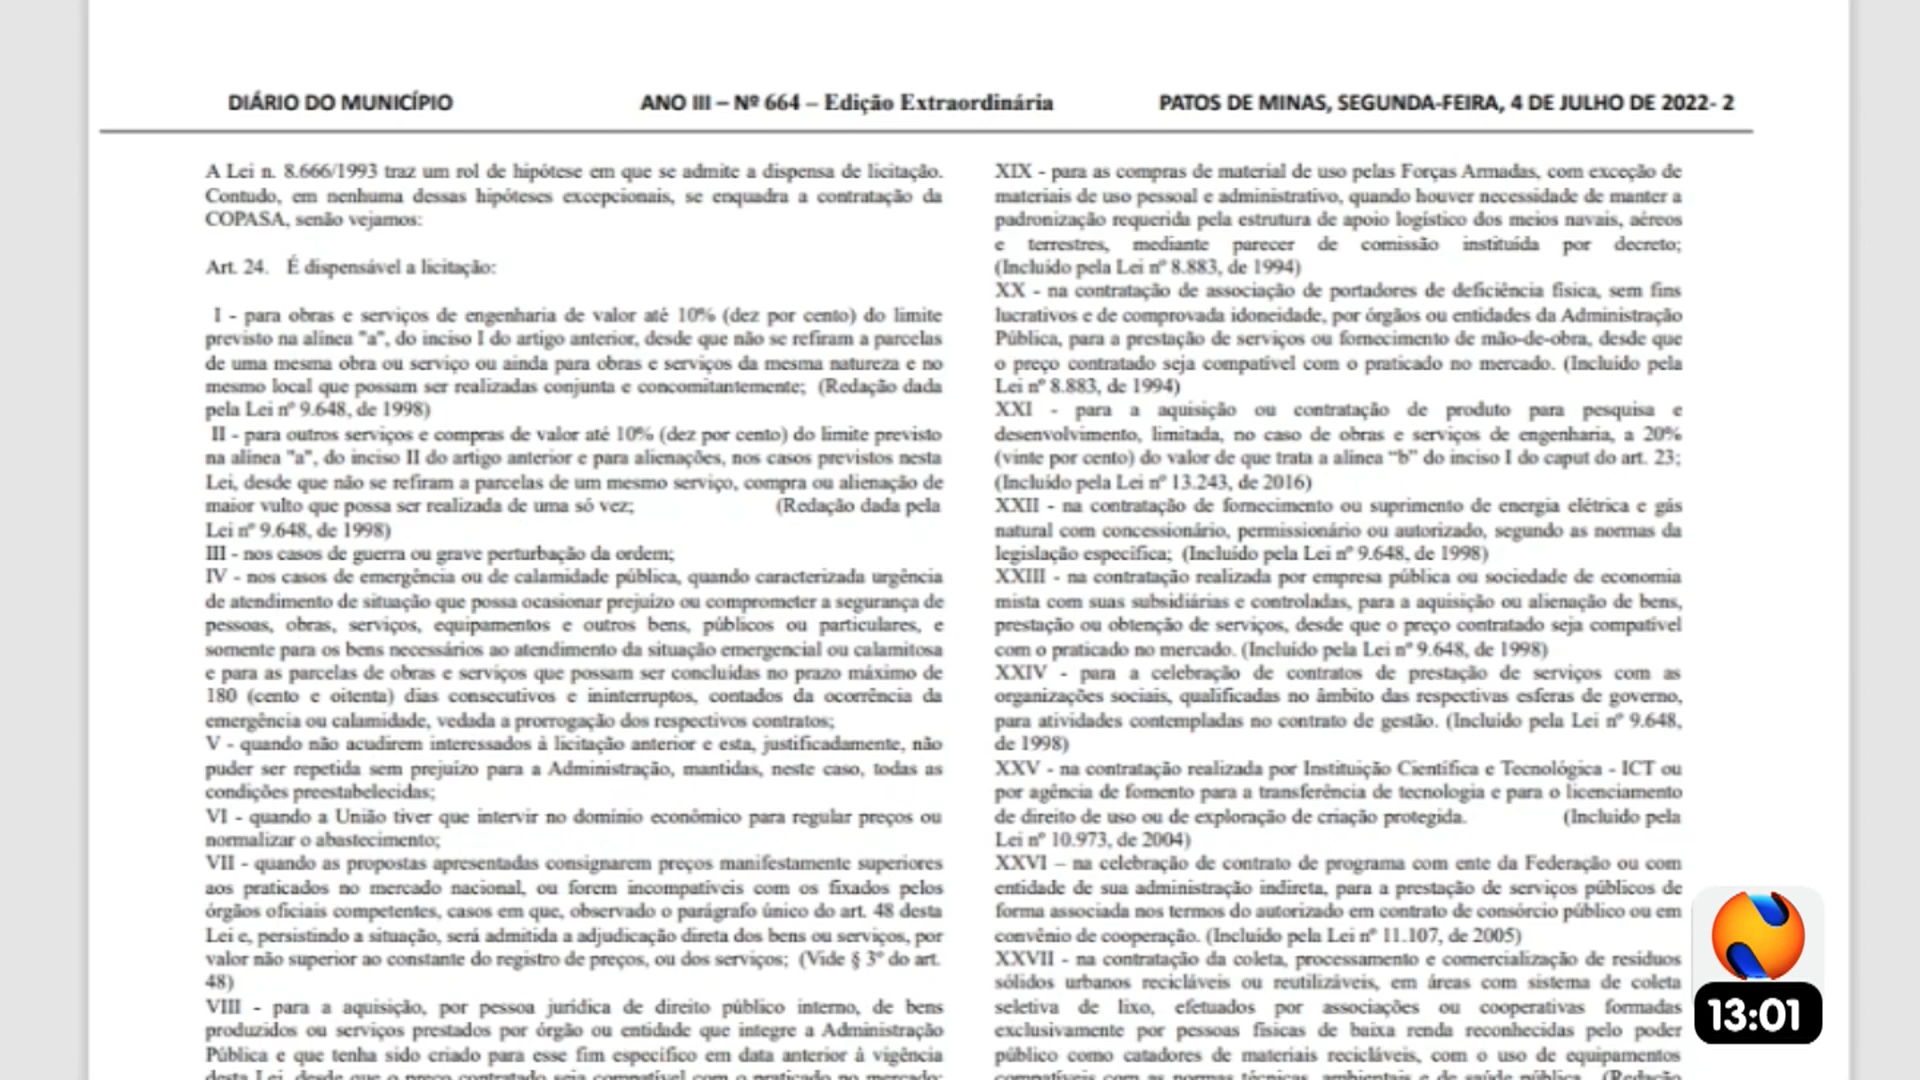 DIÁRIO DO MUNICÍPIO
ANO III – Nº 664 – Edição Extraordinária
PATOS DE MINAS, SEGUNDA-FEIRA, 4 DE JULHO DE 2022- 2
A Lei n. 8.666/1993 traz um rol de hipótese em que se admite a dispensa de licitação.
Contudo, em nenhuma dessas hipóteses excepcionais, se enquadra a contratação da
COPASA, senão vejamos:
Art. 24. É dispensável a licitação:
I - para obras e serviços de engenharia de valor até 10% (dez por cento) do limite
previsto na alínea "a", do inciso I do artigo anterior, desde que não se refiram a parcelas
de uma mesma obra ou serviço ou ainda para obras e serviços da mesma natureza e no
mesmo local que possam ser realizadas conjunta e concomitantemente; (Redação dada
pela Lei nº 9.648, de 1998)
II - para outros serviços e compras de valor até 10% (dez por cento) do limite previsto
na alínea "a", do inciso II do artigo anterior e para alienações, nos casos previstos nesta
Lei, desde que não se refiram a parcelas de um mesmo serviço, compra ou alienação de
maior vulto que possa ser realizada de uma só vez; (Redação dada pela
Lei nº 9.648, de 1998)
III - nos casos de guerra ou grave perturbação da ordem;
IV - nos casos de emergência ou de calamidade pública, quando caracterizada urgência
de atendimento de situação que possa ocasionar prejuízo ou comprometer a segurança de
pessoas, obras, serviços, equipamentos e outros bens, públicos ou particulares, e
somente para os bens necessários ao atendimento da situação emergencial ou calamitosa
e para as parcelas de obras e serviços que possam ser concluídas no prazo máximo de
180 (cento e oitenta) dias consecutivos e ininterruptos, contados da ocorrência da
emergência ou calamidade, vedada a prorrogação dos respectivos contratos;
V - quando não acudirem interessados à licitação anterior e esta, justificadamente, não
puder ser repetida sem prejuízo para a Administração, mantidas, neste caso, todas as
condições preestabelecidas;
VI - quando a União tiver que intervir no domínio econômico para regular preços ou
normalizar o abastecimento;
VII - quando as propostas apresentadas consignarem preços manifestamente superiores
aos praticados no mercado nacional, ou forem incompatíveis com os fixados pelos
órgãos oficiais competentes, casos em que, observado o parágrafo único do art. 48 desta
Lei e, persistindo a situação, será admitida a adjudicação direta dos bens ou serviços, por
valor não superior ao constante do registro de preços, ou dos serviços; (Vide § 3º do art.
48)
VIII - para a aquisição, por pessoa jurídica de direito público interno, de bens
produzidos ou serviços prestados por órgão ou entidade que integre a Administração
Pública e que tenha sido criado para esse fim específico em data anterior à vigência
desta Lei, desde que o preço contratado seja compatível com o praticado no mercado;
XIX - para as compras de material de uso pelas Forças Armadas, com exceção de
materiais de uso pessoal e administrativo, quando houver necessidade de manter a
padronização requerida pela estrutura de apoio logístico dos meios navais, aéreos
e terrestres, mediante parecer de comissão instituída por decreto;
(Incluído pela Lei nº 8.883, de 1994)
XX - na contratação de associação de portadores de deficiência física, sem fins
lucrativos e de comprovada idoneidade, por órgãos ou entidades da Administração
Pública, para a prestação de serviços ou fornecimento de mão-de-obra, desde que
o preço contratado seja compatível com o praticado no mercado. (Incluído pela
Lei nº 8.883, de 1994)
XXI - para a aquisição ou contratação de produto para pesquisa e
desenvolvimento, limitada, no caso de obras e serviços de engenharia, a 20%
(vinte por cento) do valor de que trata a alínea “b” do inciso I do caput do art. 23;
(Incluído pela Lei nº 13.243, de 2016)
XXII - na contratação de fornecimento ou suprimento de energia elétrica e gás
natural com concessionário, permissionário ou autorizado, segundo as normas da
legislação específica; (Incluído pela Lei nº 9.648, de 1998)
XXIII - na contratação realizada por empresa pública ou sociedade de economia
mista com suas subsidiárias e controladas, para a aquisição ou alienação de bens,
prestação ou obtenção de serviços, desde que o preço contratado seja compatível
com o praticado no mercado. (Incluído pela Lei nº 9.648, de 1998)
XXIV - para a celebração de contratos de prestação de serviços com as
organizações sociais, qualificadas no âmbito das respectivas esferas de governo,
para atividades contempladas no contrato de gestão. (Incluído pela Lei nº 9.648,
de 1998)
XXV - na contratação realizada por Instituição Científica e Tecnológica - ICT ou
por agência de fomento para a transferência de tecnologia e para o licenciamento
de direito de uso ou de exploração de criação protegida. (Incluído pela
Lei nº 10.973, de 2004)
XXVI – na celebração de contrato de programa com ente da Federação ou com
entidade de sua administração indireta, para a prestação de serviços públicos de
forma associada nos termos do autorizado em contrato de consórcio público ou em
convênio de cooperação. (Incluído pela Lei nº 11.107, de 2005)
XXVII - na contratação da coleta, processamento e comercialização de resíduos
sólidos urbanos recicláveis ou reutilizáveis, em áreas com sistema de coleta
seletiva de lixo, efetuados por associações ou cooperativas formadas
exclusivamente por pessoas físicas de baixa renda reconhecidas pelo poder
público como catadores de materiais recicláveis, com o uso de equipamentos
compatíveis com as normas técnicas, ambientais e de saúde pública. (Redação
13:01